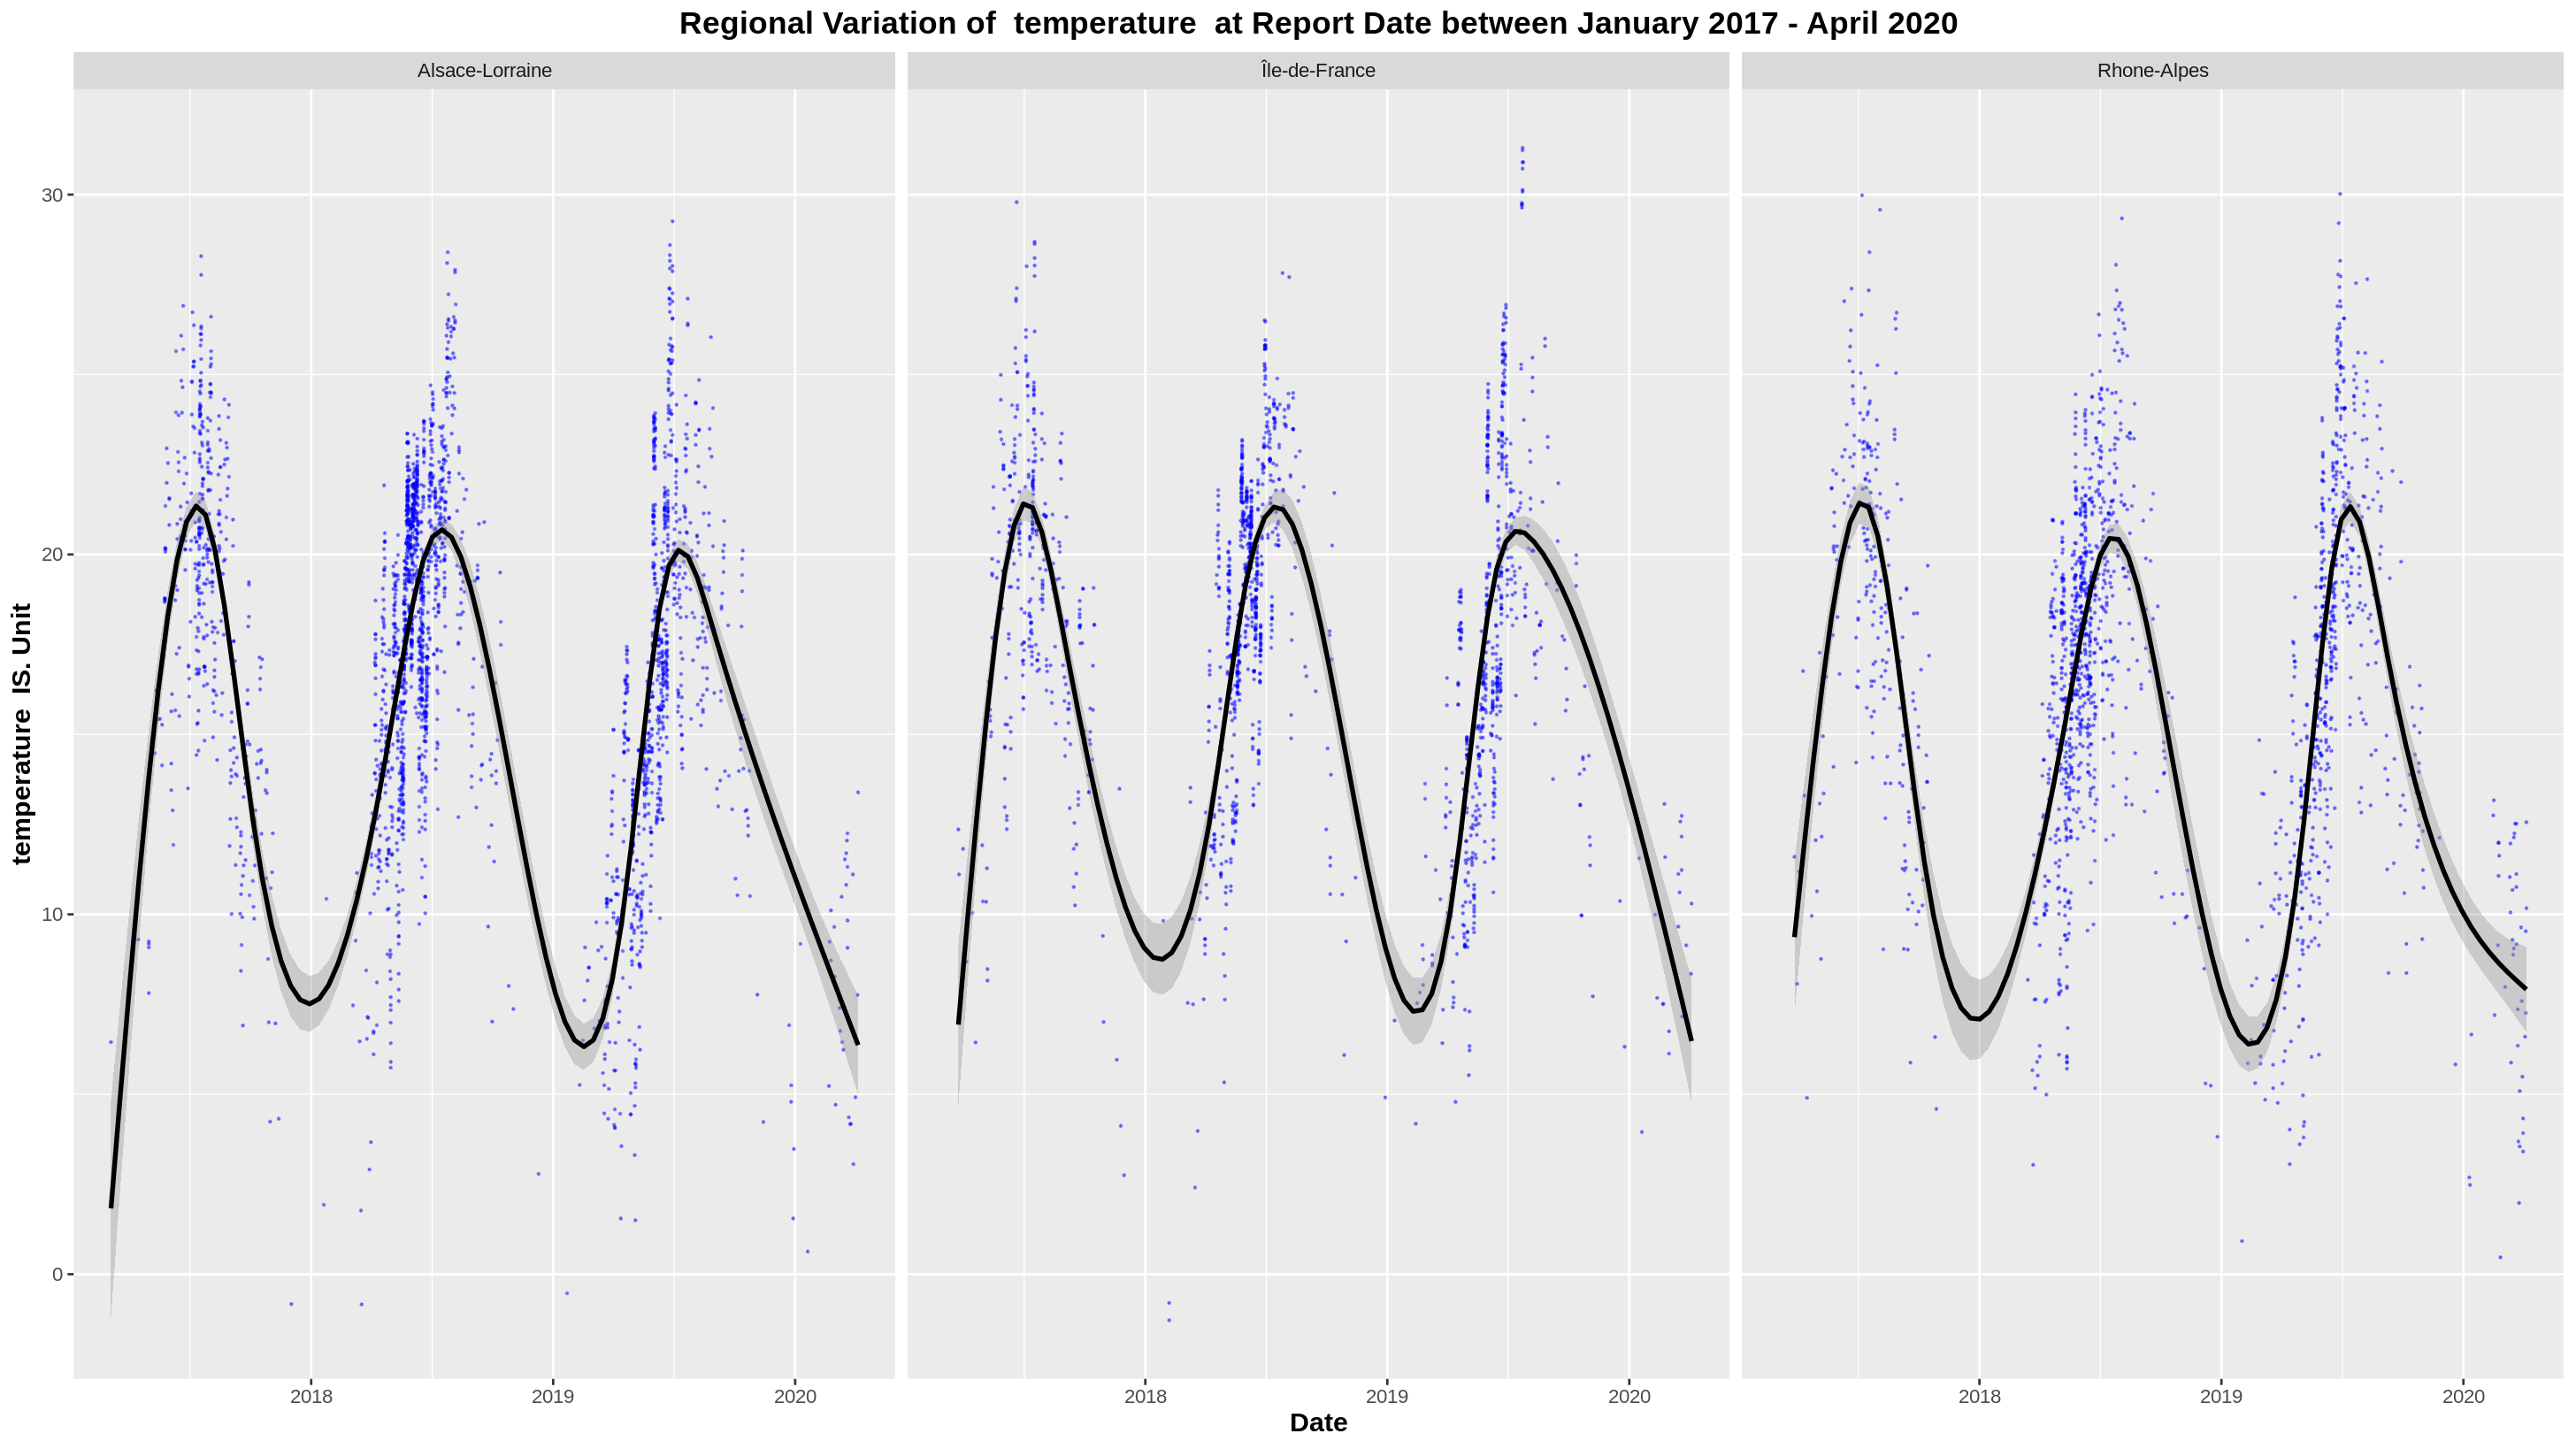 Regional Variation of  temperature  at Report Date between January 2017 - April 2020
Alsace-Lorraine
Île-de-France
Rhone-Alpes
temperature  IS. Unit
30
20
10
0
2018
2019
2020
2018
2019
2020
2018
2019
2020
Date